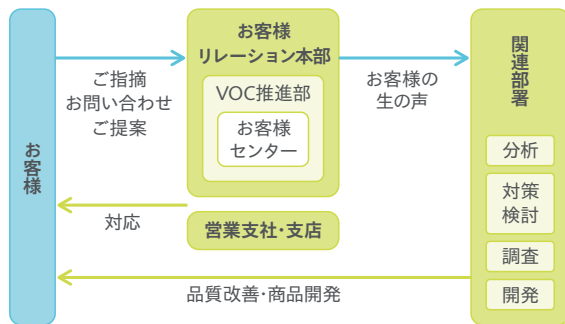 お客様
ご指摘
お問い合わせ
ご提案
お客様
リレーション本部
VOC推進部
お客様
センター
お客様の
生の声
関連部署
分析
対策
検討
調査
開発
対応
営業支社・支店
品質改善・商品開発